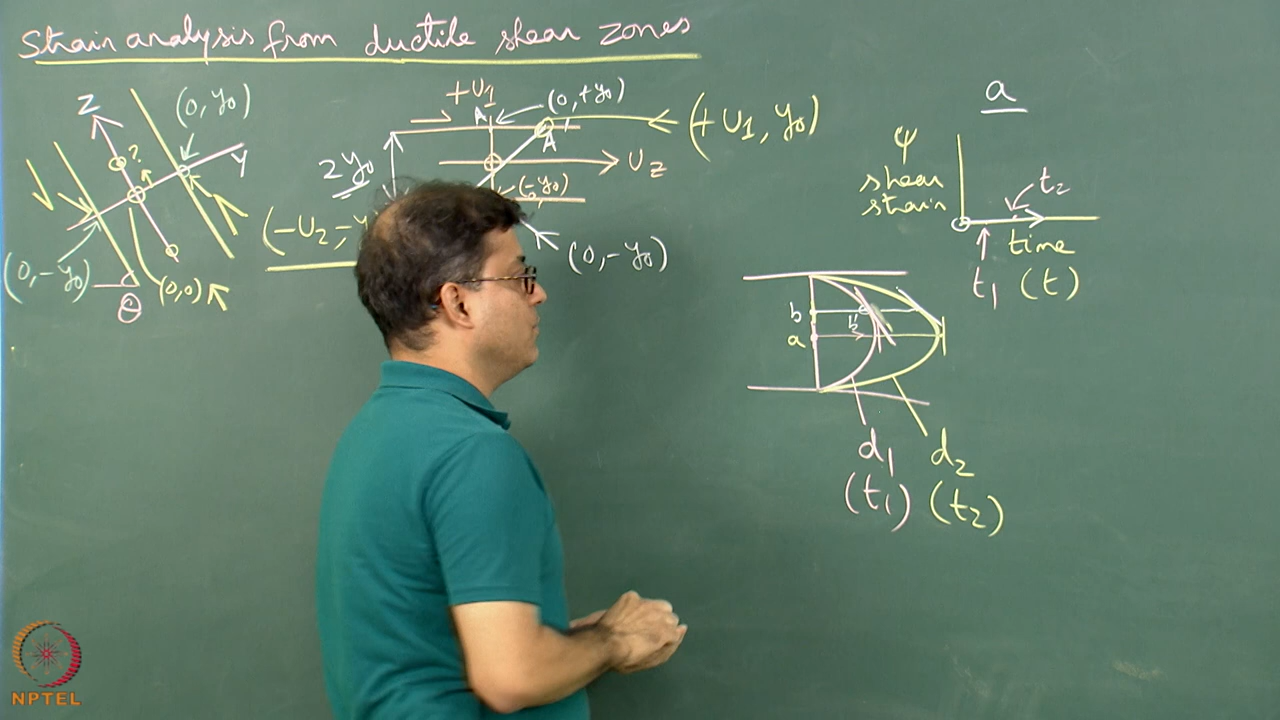 Strain analysis from ductile shear zones
Z
(0, y₀)
?
Y
(0, -y₀)
θ
(0,0)
+U₁
A
(0, +y₀)
A
(+U₁, y₀)
2y₀
U_Z
(-y₀)
(-U₂, -y
(0, -y₀)
a
ψ
shear
strain
t₂
time
t₁ (t)
b
a
d₁ d₂
(t₁) (t₂)
NPTEL